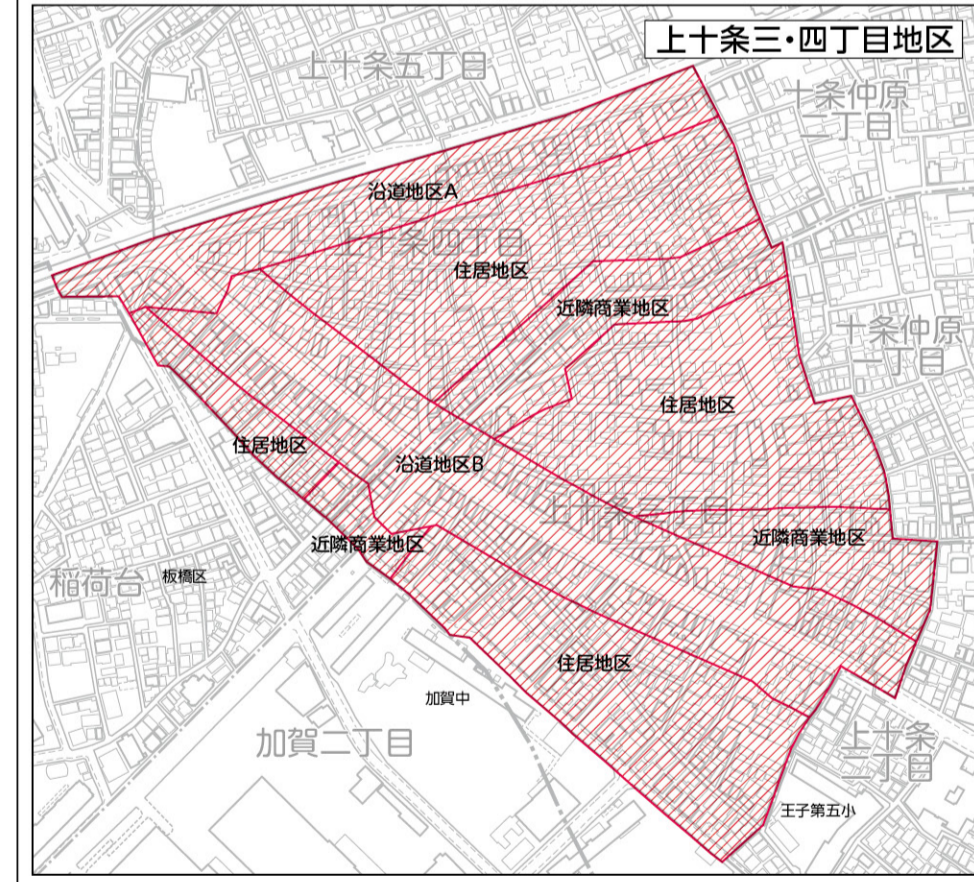 上十条三・四丁目地区
上十条五丁目
十条仲原
二丁目
沿道地区A
上十条四丁目
住居地区
近隣商業地区
十条仲原
一丁目
住居地区
住居地区
沿道地区B
上十条三丁目
近隣商業地区
近隣商業地区
稲荷台
板橋区
住居地区
加賀中
加賀二丁目
上十条
二丁目
王子第五小